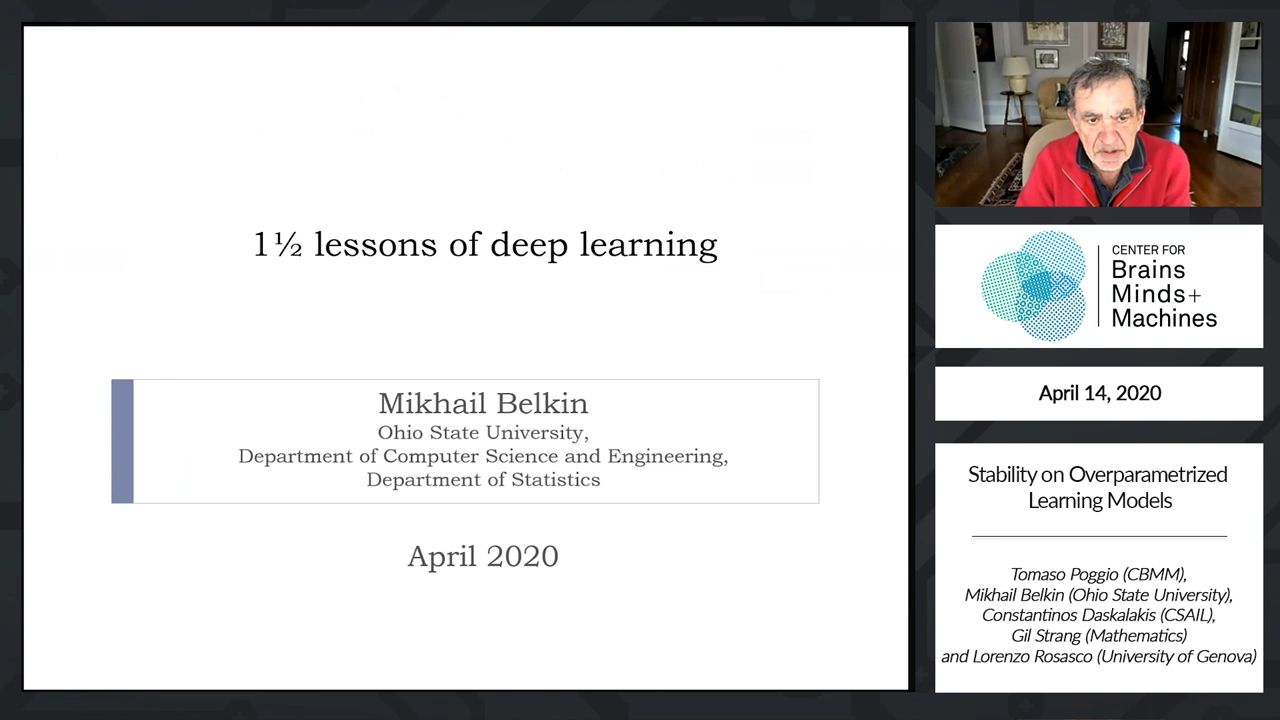 1½ lessons of deep learning
Mikhail Belkin
Ohio State University,
Department of Computer Science and Engineering,
Department of Statistics
April 2020
CENTER FOR
Brains
Minds+
Machines
April 14, 2020
Stability on Overparametrized
Learning Models
Tomaso Poggio (CBMM),
Mikhail Belkin (Ohio State University),
Constantinos Daskalakis (CSAIL),
Gil Strang (Mathematics)
and Lorenzo Rosasco (University of Genova)